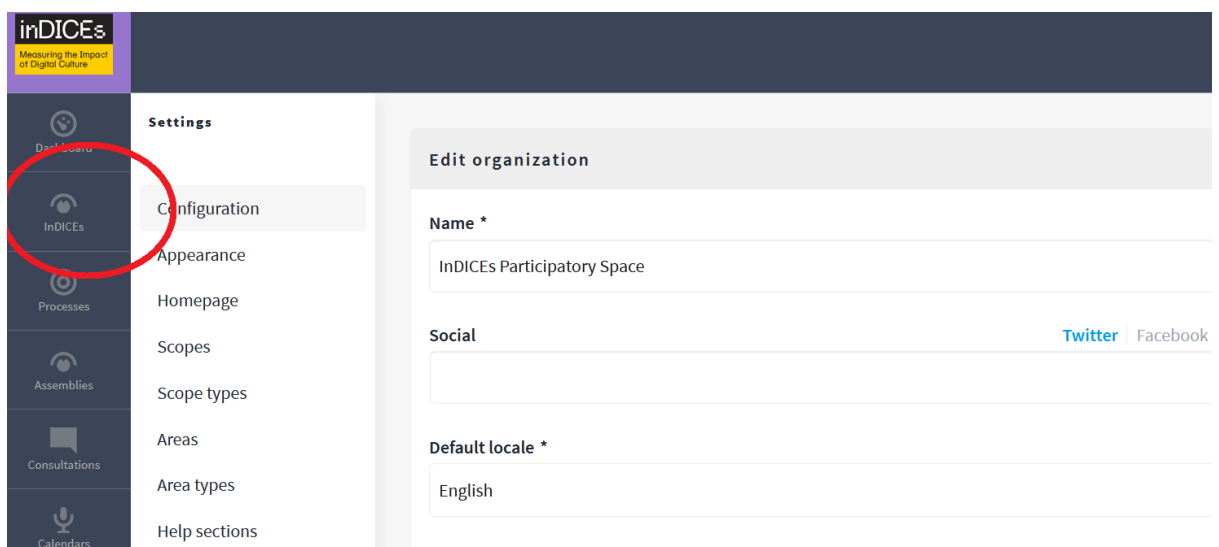 inDICEs
Measuring the Impact
of Digital Culture
Dashboard
InDICEs
Processes
Assemblies
Consultations
Calendars
Settings
Configuration
Appearance
Homepage
Scopes
Scope types
Areas
Area types
Help sections
Edit organization
Name *
InDICEs Participatory Space
Social
Twitter Facebook
Default locale *
English